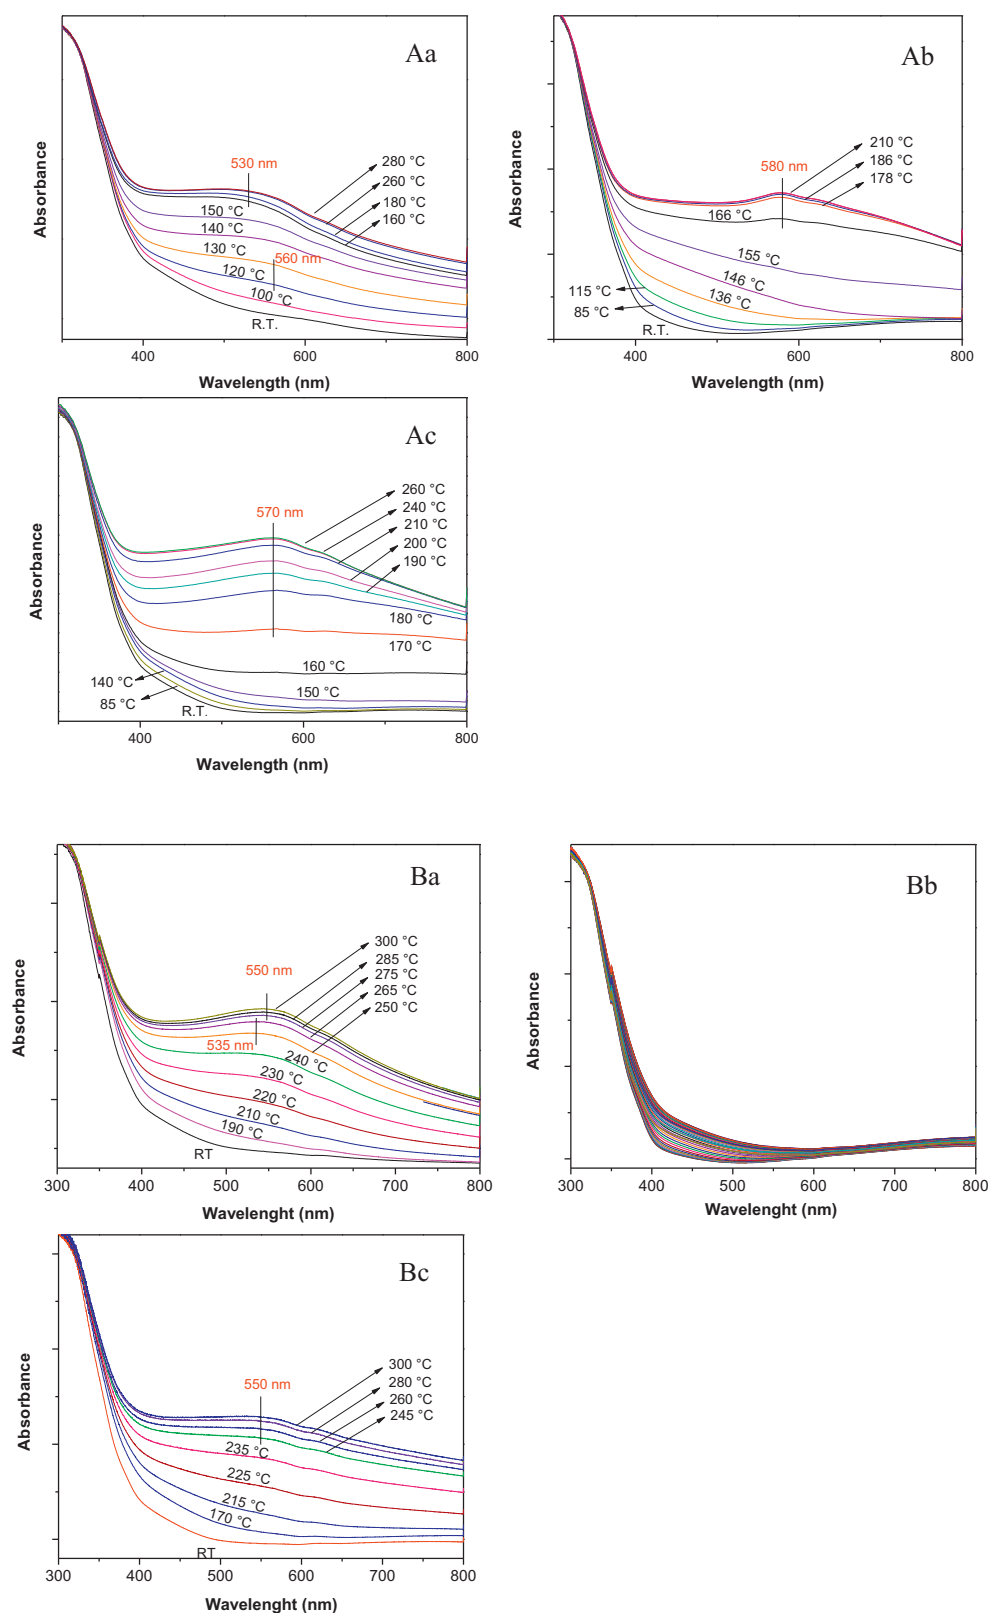 Aa
Absorbance
530 nm
280 °C
260 °C
180 °C
160 °C
150 °C
140 °C
130 °C
560 nm
120 °C
100 °C
R.T.
400 600 800
Wavelength (nm)
Ab
Absorbance
580 nm
210 °C
186 °C
178 °C
166 °C
155 °C
146 °C
136 °C
115 °C
85 °C
R.T.
400 600 800
Wavelength (nm)
Ac
Absorbance
570 nm
260 °C
240 °C
210 °C
200 °C
190 °C
180 °C
170 °C
160 °C
140 °C
150 °C
85 °C
R.T.
400 600 800
Wavelength (nm)
Ba
Absorbance
550 nm
300 °C
285 °C
275 °C
265 °C
250 °C
535 nm
240 °C
230 °C
220 °C
210 °C
190 °C
RT
300 400 500 600 700 800
Wavelenght (nm)
Bb
Absorbance
300 400 500 600 700 800
Wavelenght (nm)
Bc
Absorbance
550 nm
300 °C
280 °C
260 °C
245 °C
235 °C
225 °C
215 °C
170 °C
RT
300 400 500 600 700 800
Wavelenght (nm)